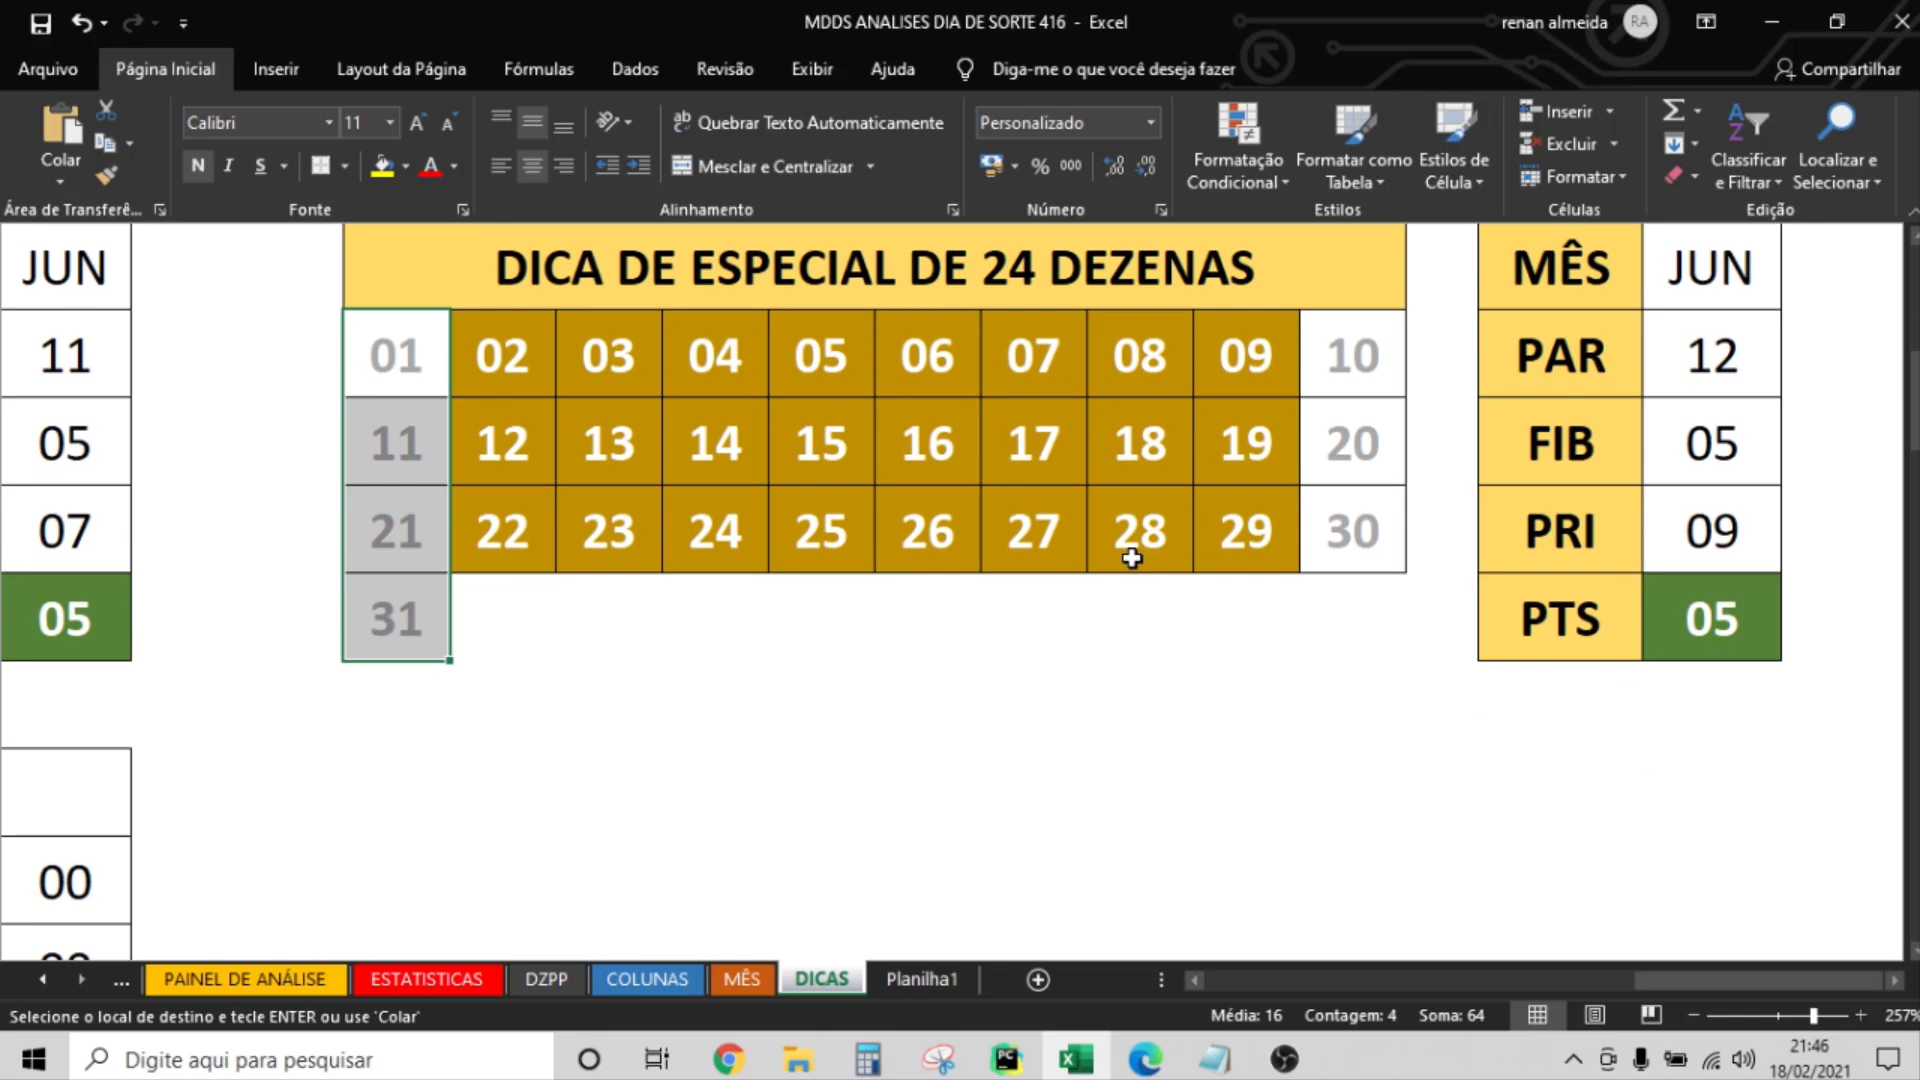 MDDS ANALISES DIA DE SORTE 416 - Excel
renan almeida RA
Arquivo Página Inicial Inserir Layout da Página Fórmulas Dados Revisão Exibir Ajuda Diga-me o que você deseja fazer Compartilhar
Colar
Calibri 11
N I S A
ab Quebrar Texto Automaticamente
Mesclar e Centralizar
Personalizado
% 000
Formatação Condicional
Formatar como Tabela
Estilos de Célula
Inserir
Excluir
Formatar
Classificar e Filtrar
Localizar e Selecionar
Área de Transferê... Fonte Alinhamento Número Estilos Células Edição
JUN DICA DE ESPECIAL DE 24 DEZENAS MÊS JUN
11 01 02 03 04 05 06 07 08 09 10 PAR 12
05 11 12 13 14 15 16 17 18 19 20 FIB 05
07 21 22 23 24 25 26 27 28 29 30 PRI 09
05 31 PTS 05
00
... PAINEL DE ANÁLISE ESTATISTICAS DZPP COLUNAS MÊS DICAS Planilha1
Selecione o local de destino e tecle ENTER ou use 'Colar' Média: 16 Contagem: 4 Soma: 64 257%
Digite aqui para pesquisar
21:46
18/02/2021